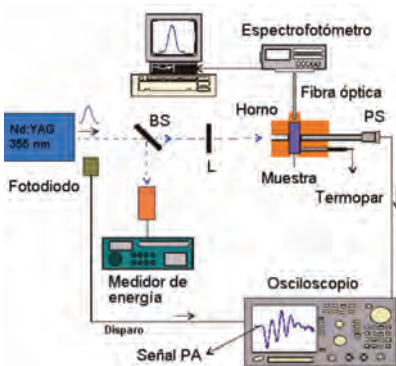 Espectrofotómetro
Fibra óptica
Horno
PS
BS
Nd:YAG
355 nm
L
Fotodiodo
Muestra
Termopar
Medidor de
energía
Osciloscopio
Disparo
Señal PA